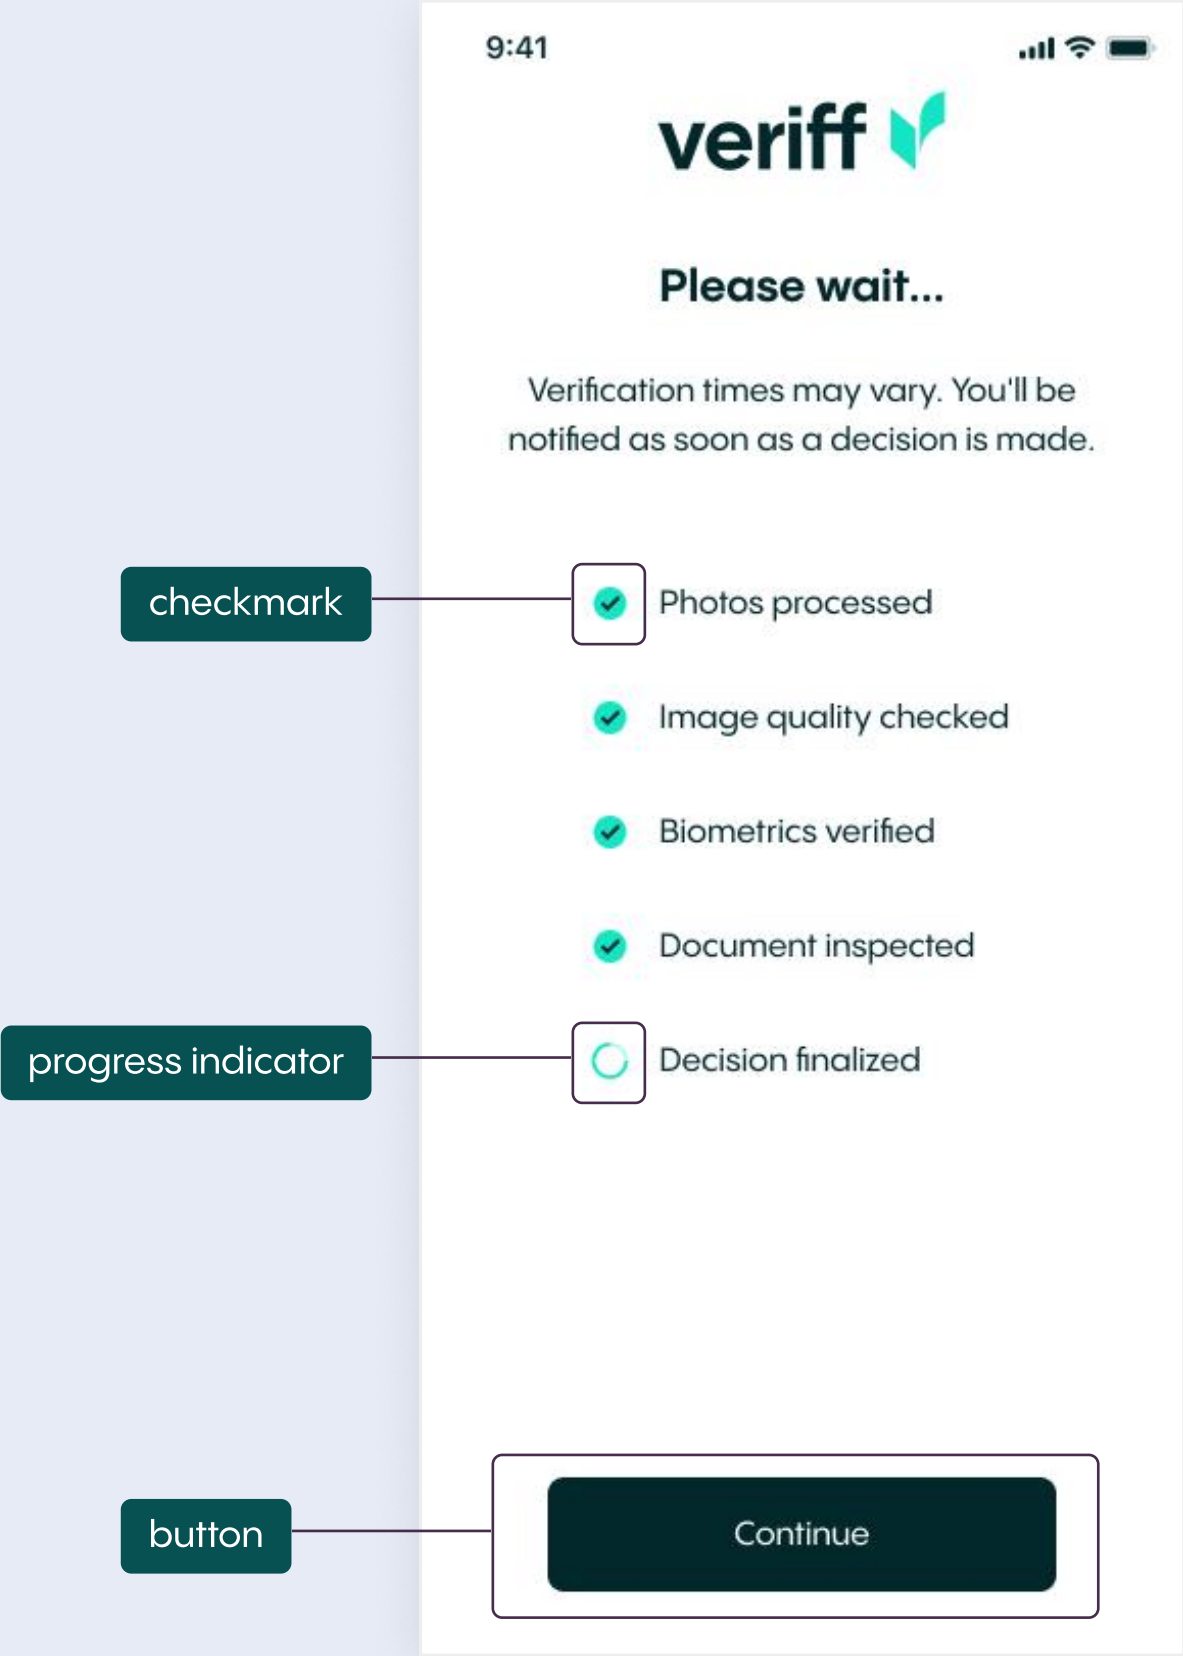 9:41
veriff
Please wait...
Verification times may vary. You'll be
notified as soon as a decision is made.
checkmark
Photos processed
Image quality checked
Biometrics verified
Document inspected
progress indicator
Decision finalized
button
Continue